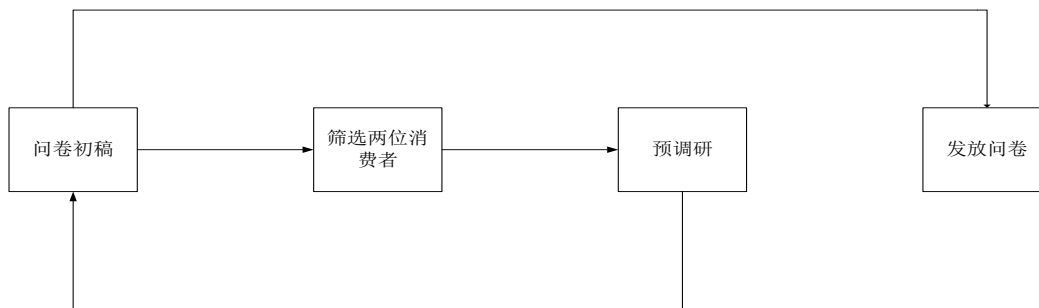 问卷初稿
筛选两位消
费者
预调研
发放问卷